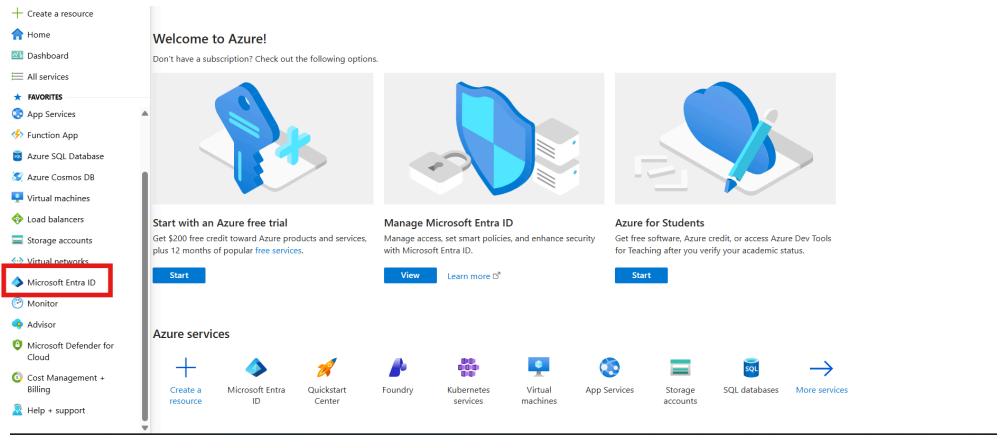 Create a resource
Home
Dashboard
All services
FAVORITES
App Services
Function App
Azure SQL Database
SQL
Azure Cosmos DB
Virtual machines
Load balancers
Storage accounts
Virtual networks
Microsoft Entra ID
Monitor
Advisor
Microsoft Defender for
Cloud
Cost Management +
Billing
Help + support
Welcome to Azure!
Don't have a subscription? Check out the following options.
Start with an Azure free trial
Get $200 free credit toward Azure products and services,
plus 12 months of popular free services.
Start
Manage Microsoft Entra ID
Manage access, set smart policies, and enhance security
with Microsoft Entra ID.
View
Learn more
Azure for Students
Get free software, Azure credit, or access Azure Dev Tools
for Teaching after you verify your academic status.
Start
Azure services
Create a
resource
Microsoft Entra
ID
Quickstart
Center
Foundry
Kubernetes
services
Virtual
machines
App Services
Storage
accounts
SQL
SQL databases
More services